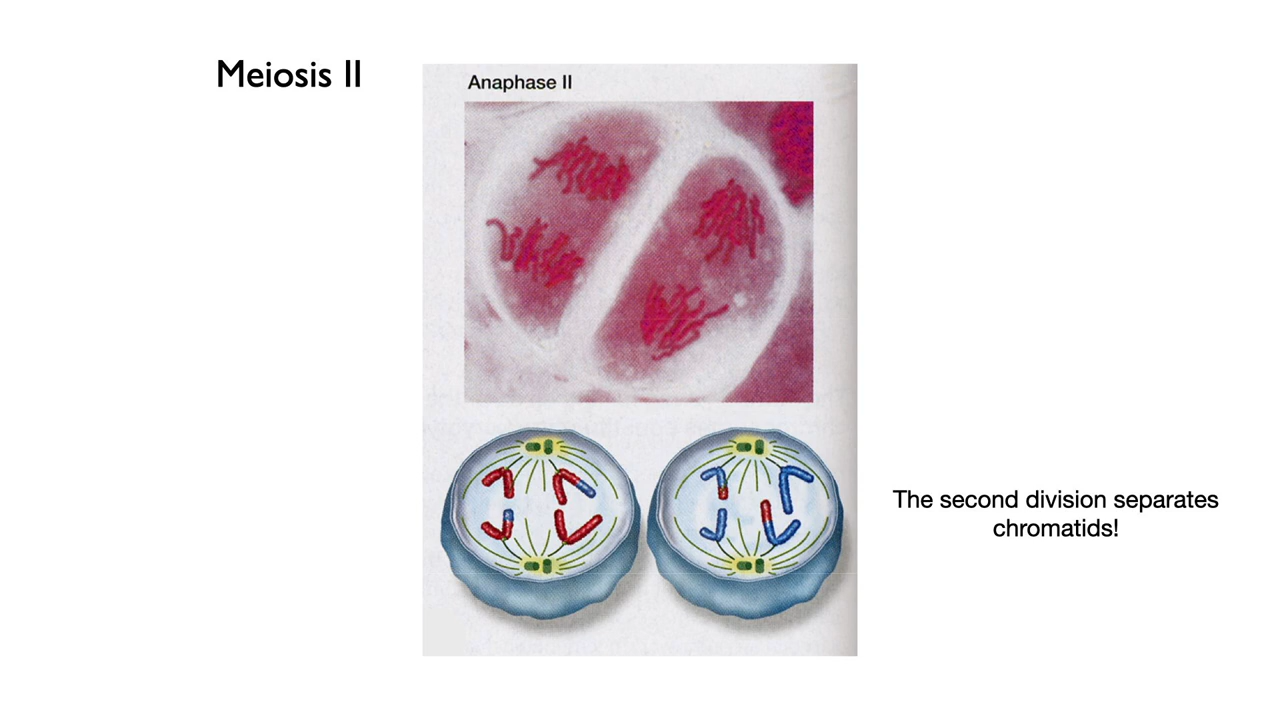 Meiosis II
Anaphase II
The second division separates
chromatids!